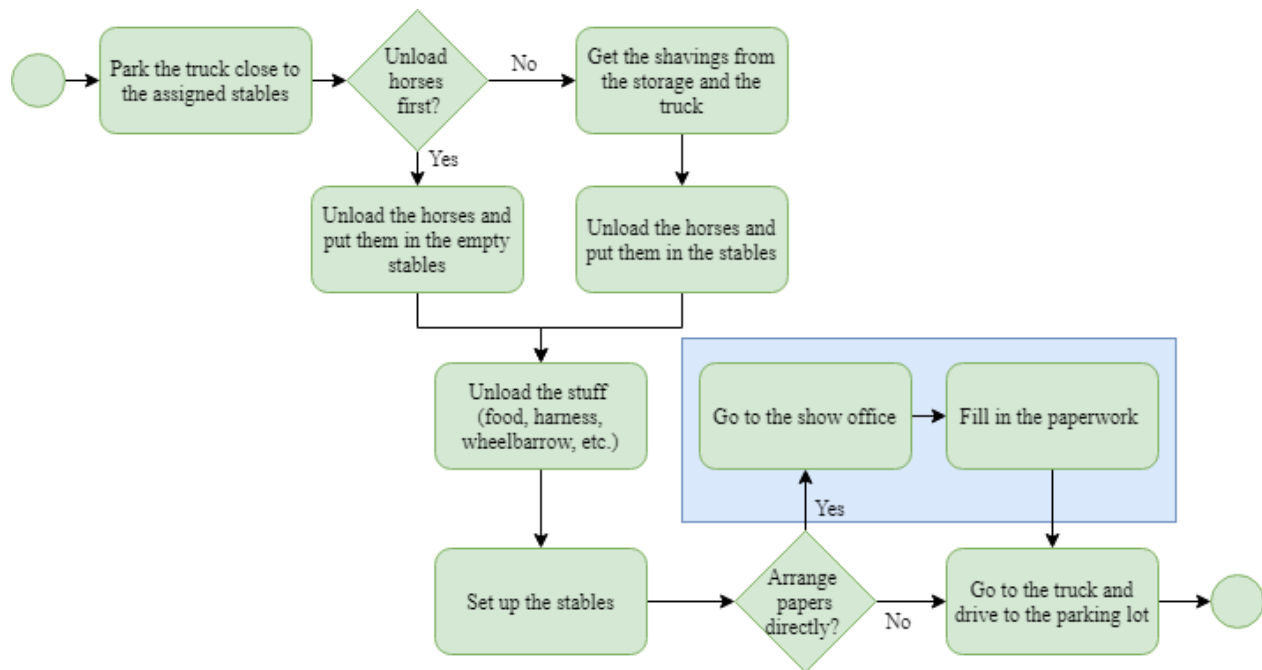 Park the truck close to
the assigned stables
Unload
horses
first?
No
Get the shavings from
the storage and the
truck
Yes
Unload the horses and
put them in the empty
stables
Unload the horses and
put them in the stables
Unload the stuff
(food, harness,
wheelbarrow, etc.)
Go to the show office
Fill in the paperwork
Yes
Set up the stables
Arrange
papers
directly?
No
Go to the truck and
drive to the parking lot